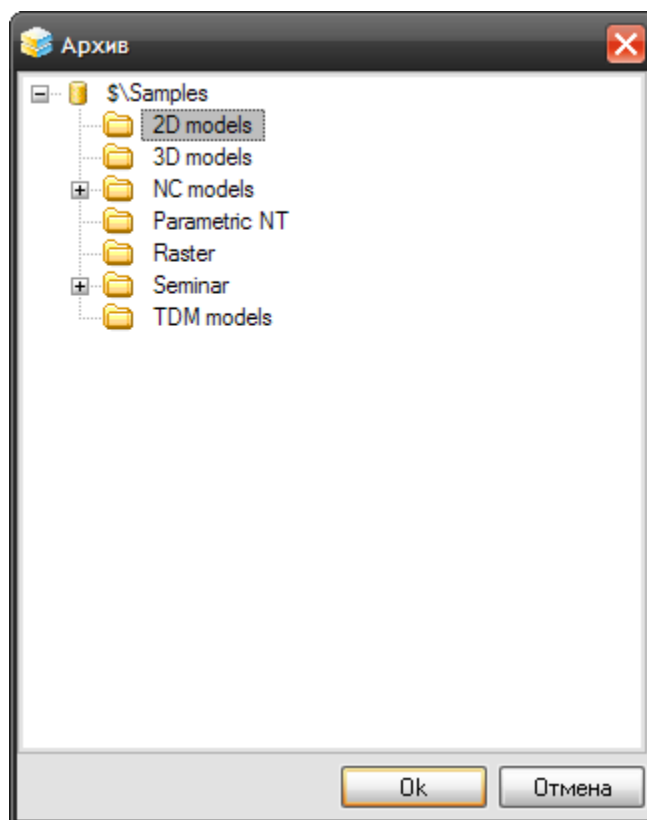 Архив
$\Samples
2D models
3D models
NC models
Parametric NT
Raster
Seminar
TDM models
Ok Отмена